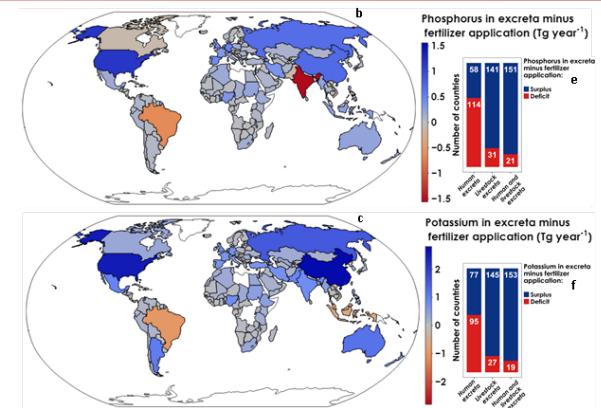 b
Phosphorus in excreta minus
fertilizer application (Tg year⁻¹)
1.5
1
0.5
0
−0.5
−1
−1.5
Number of countries
Phosphorus in excreta
minus fertilizer
application:
e
Surplus
Deficit
58 141 151
114
31
21
Human
excreta
Livestock
excreta
Human and
livestock
excreta
c
Potassium in excreta minus
fertilizer application (Tg year⁻¹)
2
1
0
−1
−2
Number of countries
Potassium in excreta
minus fertilizer
application:
f
Surplus
Deficit
77 145 153
95
27
19
Human
excreta
Livestock
excreta
Human and
livestock
excreta